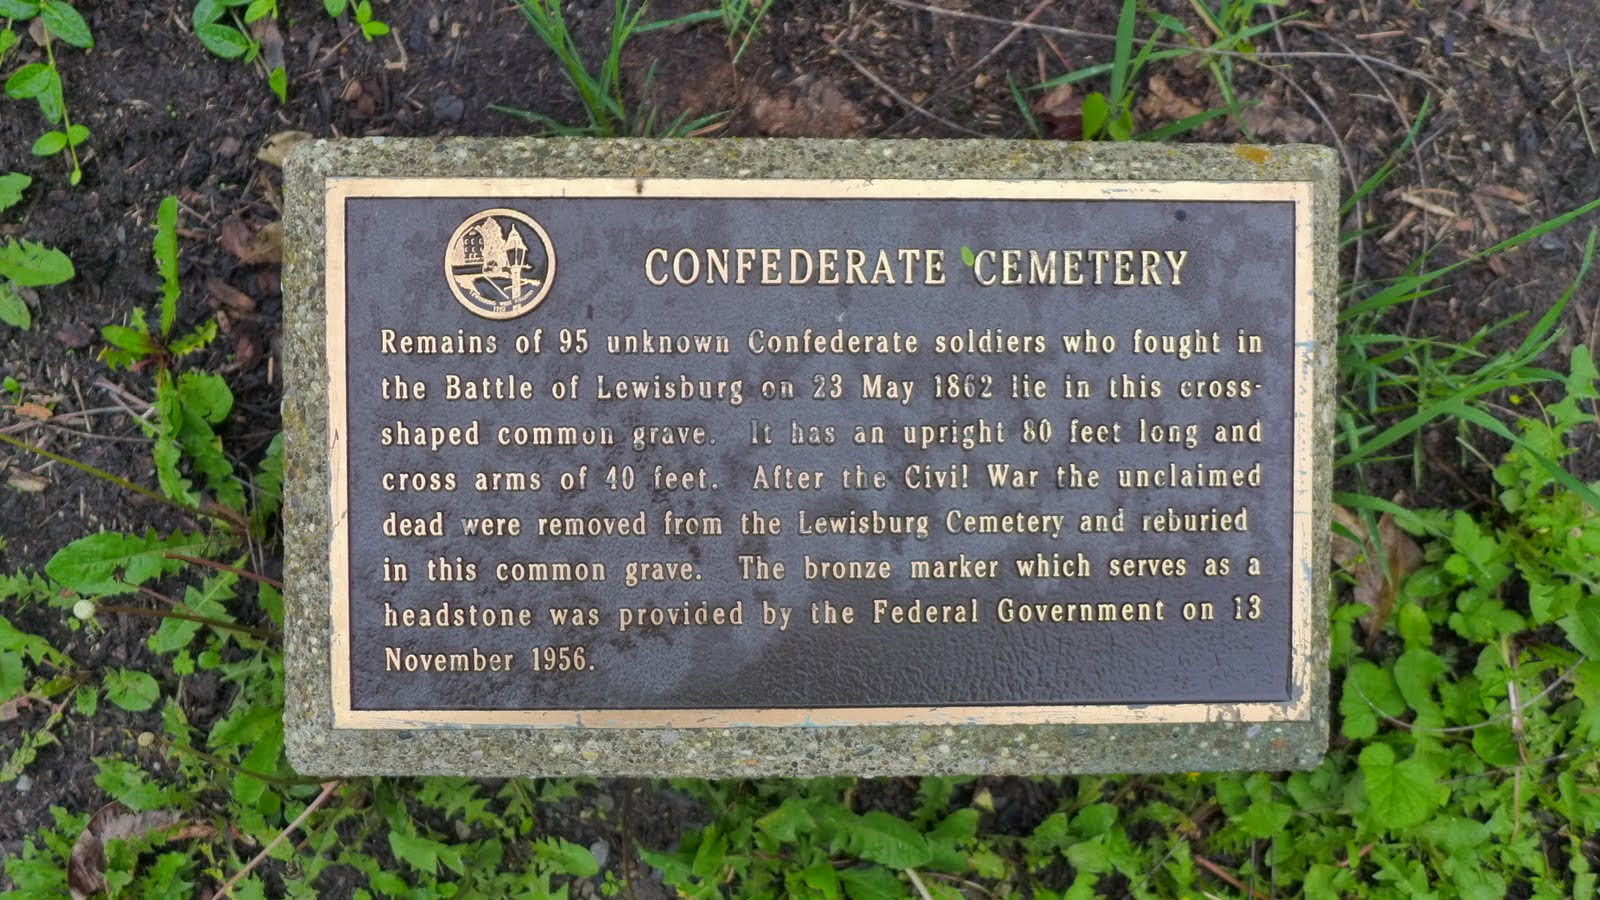 CONFEDERATE CEMETERY
Remains of 95 unknown Confederate soldiers who fought in
the Battle of Lewisburg on 23 May 1862 lie in this cross-
shaped common grave. It has an upright 80 feet long and
cross arms of 40 feet. After the Civil War the unclaimed
dead were removed from the Lewisburg Cemetery and reburied
in this common grave. The bronze marker which serves as a
headstone was provided by the Federal Government on 13
November 1956.